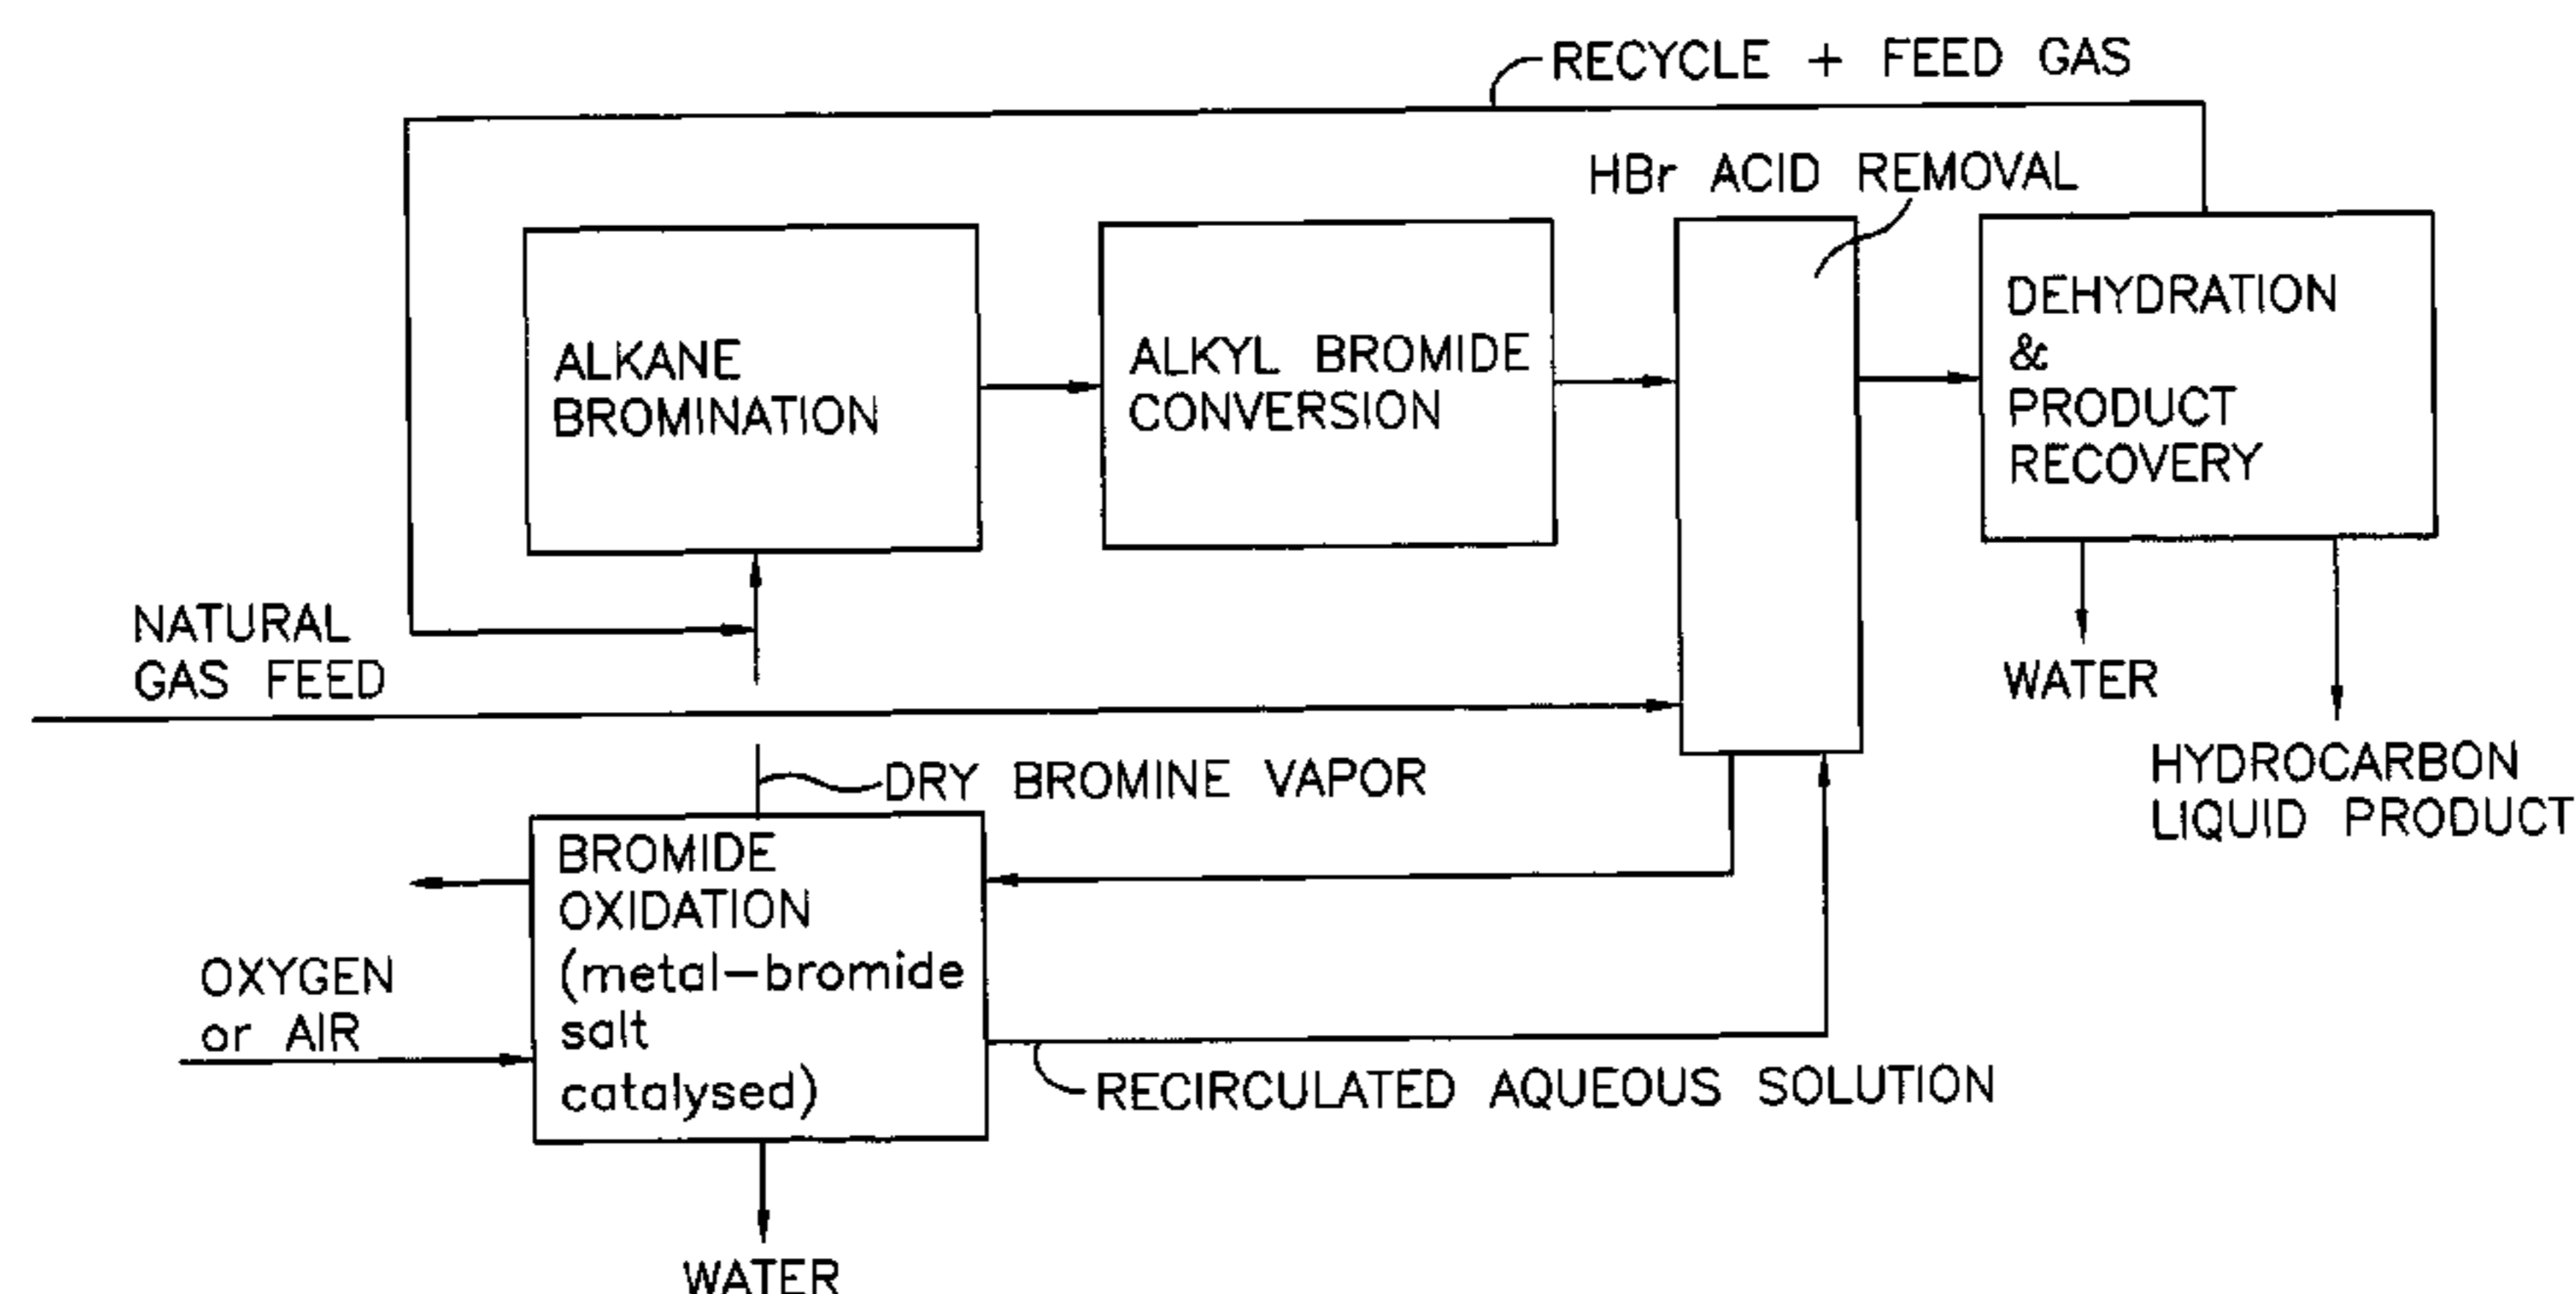 RECYCLE + FEED GAS
HBr ACID REMOVAL
ALKANE
BROMINATION
ALKYL BROMIDE
CONVERSION
DEHYDRATION
&
PRODUCT
RECOVERY
NATURAL
GAS FEED
WATER
HYDROCARBON
LIQUID PRODUCT
DRY BROMINE VAPOR
BROMIDE
OXIDATION
(metal-bromide
salt
catalysed)
OXYGEN
or AIR
RECIRCULATED AQUEOUS SOLUTION
WATER